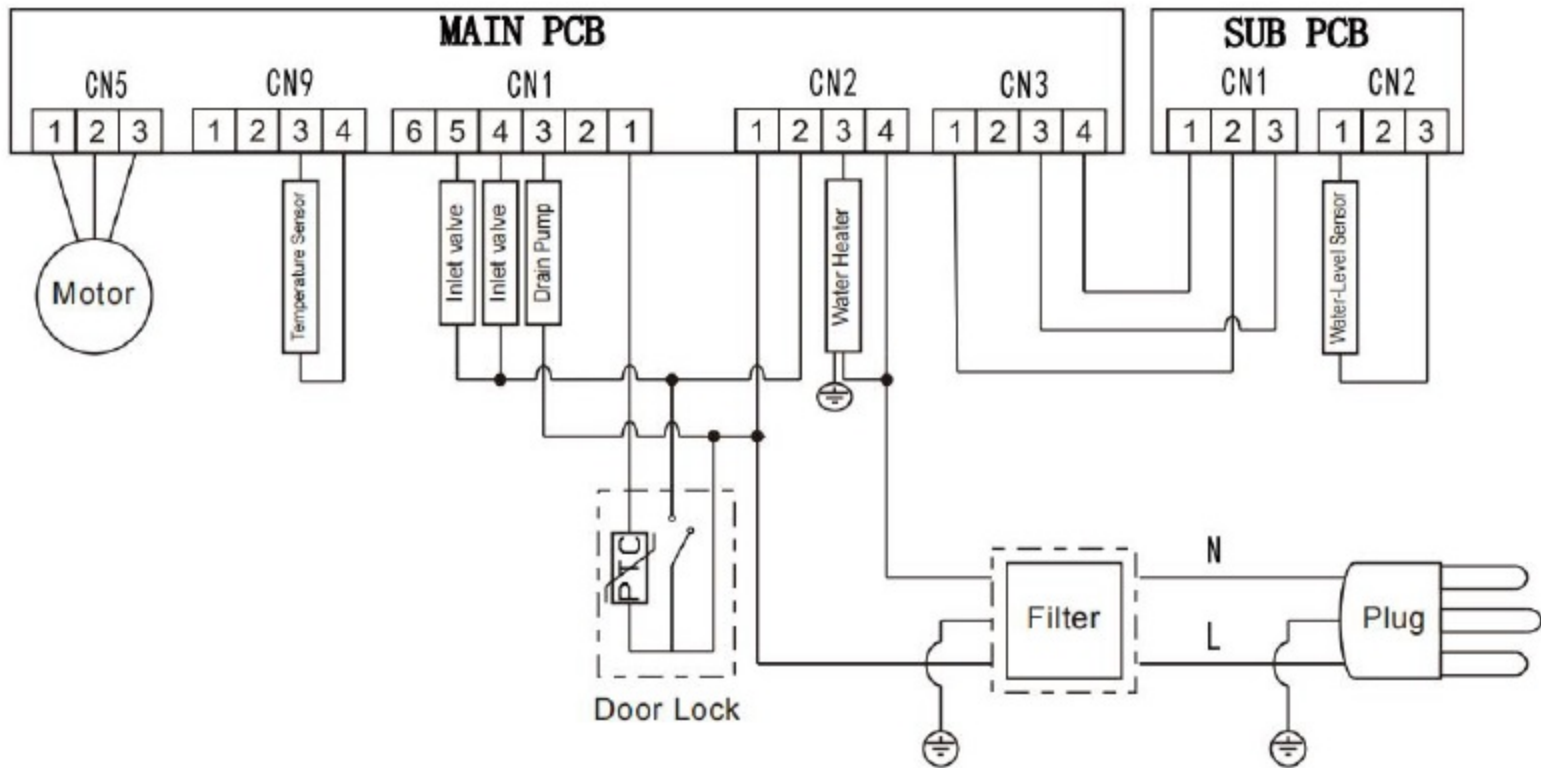 MAIN PCB
SUB PCB
CN5
CN9
CN1
CN2
CN3
CN1
CN2
1 2 3
1 2 3 4
6 5 4 3 2 1
1 2 3 4
1 2 3 4
1 2 3
1 2 3
Motor
Temperature Sensor
Inlet valve
Inlet valve
Drain Pump
Water Heater
Water-Level Sensor
PTC
Door Lock
Filter
N
L
Plug